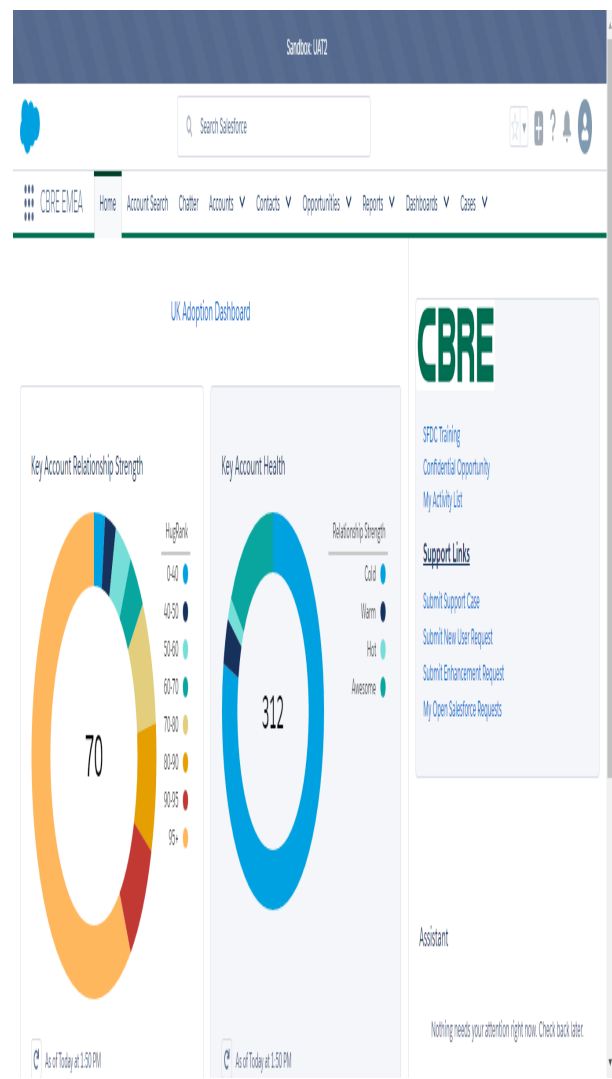 Sandbox: UAT2
Search Salesforce
CBRE EMEA Home Account Search Chatter Accounts Contacts Opportunities Reports Dashboards Cases
UK Adoption Dashboard
Key Account Relationship Strength
HugRank
0-40
40-50
50-60
60-70
70-80
80-90
90-95
95+
70
As of Today at 1:50 PM
Key Account Health
Relationship Strength
Cold
Warm
Hot
Awesome
312
As of Today at 1:50 PM
CBRE
SFDC Training
Confidential Opportunity
My Activity List
Support Links
Submit Support Case
Submit New User Request
Submit Enhancement Request
My Open Salesforce Requests
Assistant
Nothing needs your attention right now. Check back later.